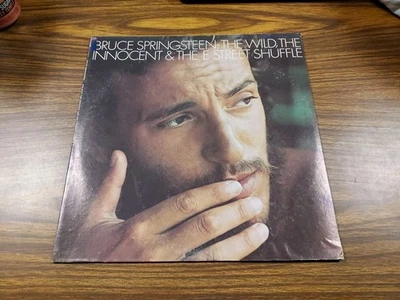 BRUCE SPRINGSTEEN THE WILD, THE
INNOCENT & THE E STREET SHUFFLE